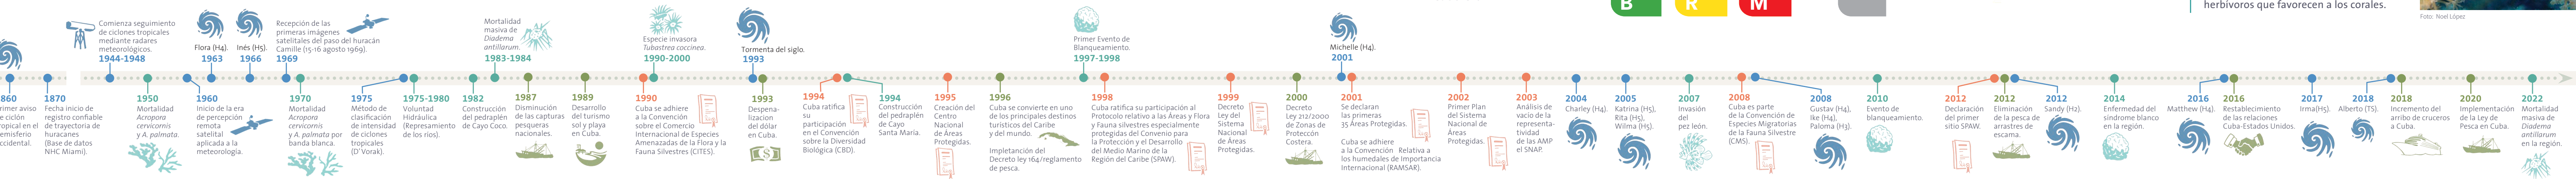 B
R
M
herbívoros que favorecen a los corales.
Foto: Noel López
Comienza seguimiento
de ciclones tropicales
mediante radares
meteorológicos.
1944-1948
Flora (H4).
1963
Inés (H5).
1966
Recepción de las
primeras imágenes
satelitales del paso del huracán
Camille (15-16 agosto 1969).
1969
Mortalidad
masiva de
Diadema
antillarum.
1983-1984
Especie invasora
Tubastrea coccinea.
1990-2000
Tormenta del siglo.
1993
Primer Evento de
Blanqueamiento.
1997-1998
Michelle (H4).
2001
860
rimer aviso
e ciclón
opical en el
emisferio
ccidental.
1870
Fecha inicio de
registro confiable
de trayectoria de
huracanes
(Base de datos
NHC Miami).
1950
Mortalidad
Acropora
cervicornis
y A. palmata.
1960
Inicio de la era
de percepción
remota
satelital
aplicada a la
meteorología.
1970
Mortalidad
Acropora
cervicornis
y A. palmata por
banda blanca.
1975
Método de
clasificación
de intensidad
de ciclones
tropicales
(D'Vorak).
1975-1980
Voluntad
Hidráulica
(Represamiento
de los ríos).
1982
Construcción
del pedraplén
de Cayo Coco.
1987
Disminución
de las capturas
pesqueras
nacionales.
1989
Desarrollo
del turismo
sol y playa
en Cuba.
1990
Cuba se adhiere
a la Convención
sobre el Comercio
Internacional de Especies
Amenazadas de la Flora y la
Fauna Silvestres (CITES).
1993
Despena-
lizacion
del dólar
en Cuba.
$
1994
Cuba ratifica
su
participación
en el Convención
sobre la Diversidad
Biológica (CBD).
1994
Construcción
del pedraplén
de Cayo
Santa María.
1995
Creación del
Centro
Nacional
de Áreas
Protegidas.
1996
Cuba se convierte en uno
de los principales destinos
turísticos del Caribe
y del mundo.
Impletación del
Decreto ley 164/reglamento
de pesca.
1998
Cuba ratifica su participación al
Protocolo relativo a las Áreas y Flora
y Fauna silvestres especialmente
protegidas del Convenio para
la Protección y el Desarrollo
del Medio Marino de la
Región del Caribe (SPAW).
1999
Decreto
Ley del
Sistema
Nacional
de Áreas
Protegidas.
2000
Decreto
Ley 212/2000
de Zonas de
Proteccón
Costera.
2001
Se declaran
las primeras
35 Áreas Protegidas.
Cuba se adhiere
a la Convención Relativa a
los humedales de Importancia
Internacional (RAMSAR).
2002
Primer Plan
del Sistema
Nacional de
Áreas
Protegidas.
2003
Análisis de
vacío de la
representa-
tividad
de las AMP
el SNAP.
2004
Charley (H4).
2005
Katrina (H5),
Rita (H5),
Wilma (H5).
2007
Invasión
del
pez león.
2008
Cuba es parte
de la Convención de
Especies Migratorias
de la Fauna Silvestre
(CMS).
2008
Gustav (H4),
Ike (H4),
Paloma (H3).
2010
Evento de
blanqueamiento.
2012
Declaración
del primer
sitio SPAW.
2012
Eliminación
de la pesca de
arrastres de
escama.
2012
Sandy (H2).
2014
Enfermedad del
síndrome blanco
en la región.
2016
Matthew (H4).
2016
Restablecimiento
de las relaciones
Cuba-Estados Unidos.
2017
Irma(H5).
2018
Alberto (TS).
2018
Incremento del
arribo de cruceros
a Cuba.
2020
Implementación
de la Ley de
Pesca en Cuba.
2022
Mortalidad
masiva de
Diadema
antillarum
en la región.